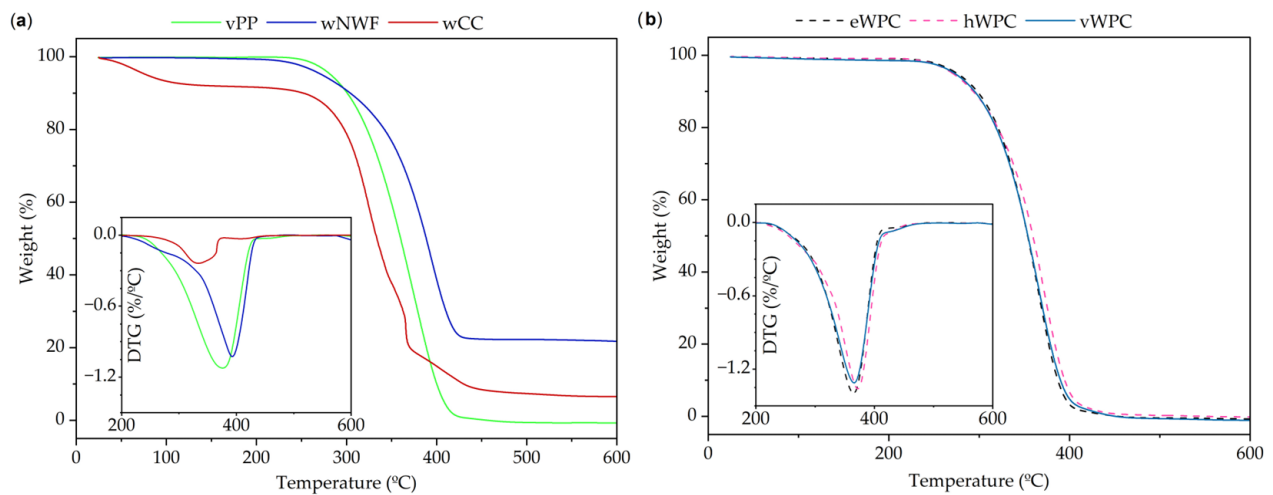 (a) vPP wNWF wCC
100
80
60
40
20
0
Weight (%)
0 100 200 300 400 500 600
Temperature (ºC)
0.0
−0.6
−1.2
DTG (%/ºC)
200 400 600
(b) eWPC hWPC vWPC
100
80
60
40
20
0
Weight (%)
0 200 400 600
Temperature (ºC)
0.0
−0.6
−1.2
DTG (%/ºC)
200 400 600